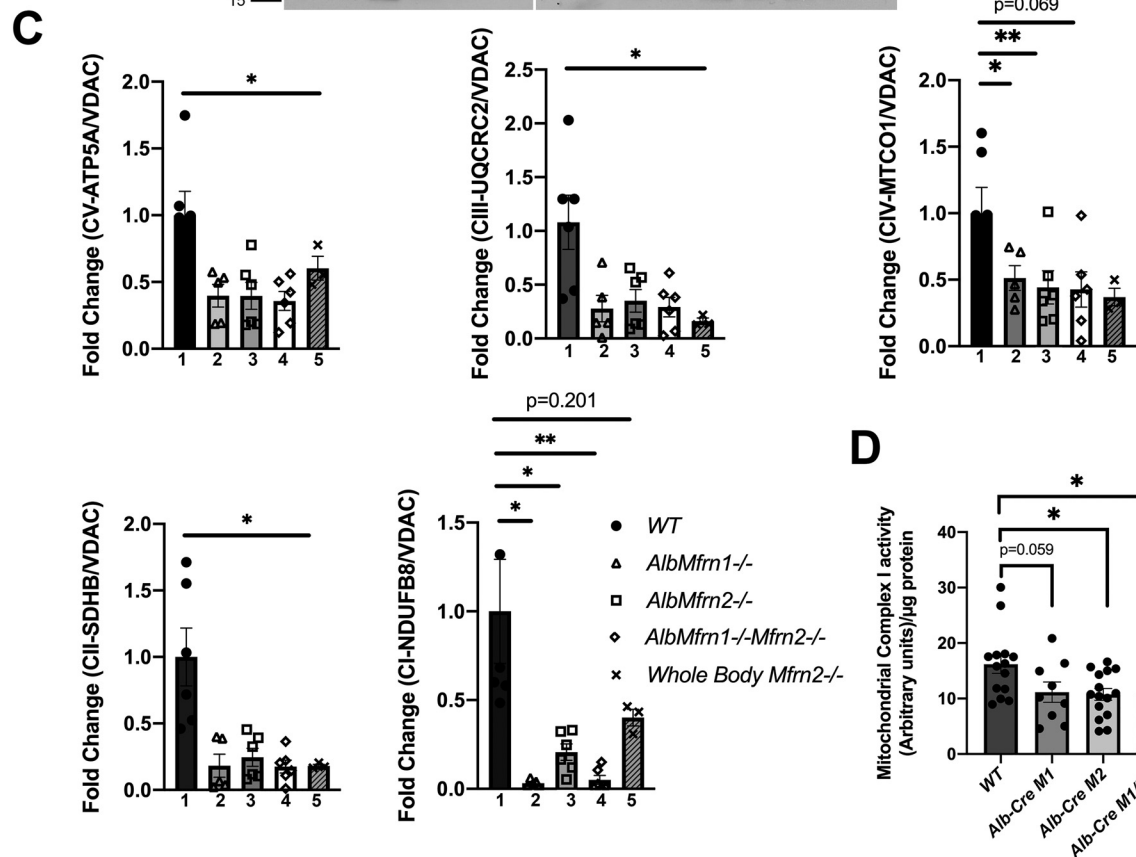 15
C
p=0.069
Fold Change (CV-ATP5A/VDAC)
2.0
1.5
1.0
0.5
0.0
*
1 2 3 4 5
Fold Change (CIII-UQCRC2/VDAC)
2.5
2.0
1.5
1.0
0.5
0.0
*
1 2 3 4 5
Fold Change (CIV-MTCO1/VDAC)
2.0
1.5
1.0
0.5
0.0
**
*
1 2 3 4 5
Fold Change (CII-SDHB/VDAC)
2.0
1.5
1.0
0.5
0.0
*
1 2 3 4 5
Fold Change (CI-NDUFB8/VDAC)
1.5
1.0
0.5
0.0
p=0.201
**
*
*
1 2 3 4 5
WT
AlbMfrn1-/-
AlbMfrn2-/-
AlbMfrn1-/-Mfrn2-/-
Whole Body Mfrn2-/-
D
Mitochondrial Complex I activity
(Arbitrary units)/µg protein
40
30
20
10
0
*
*
p=0.059
WT
Alb-Cre M1
Alb-Cre M2
Alb-Cre M1/